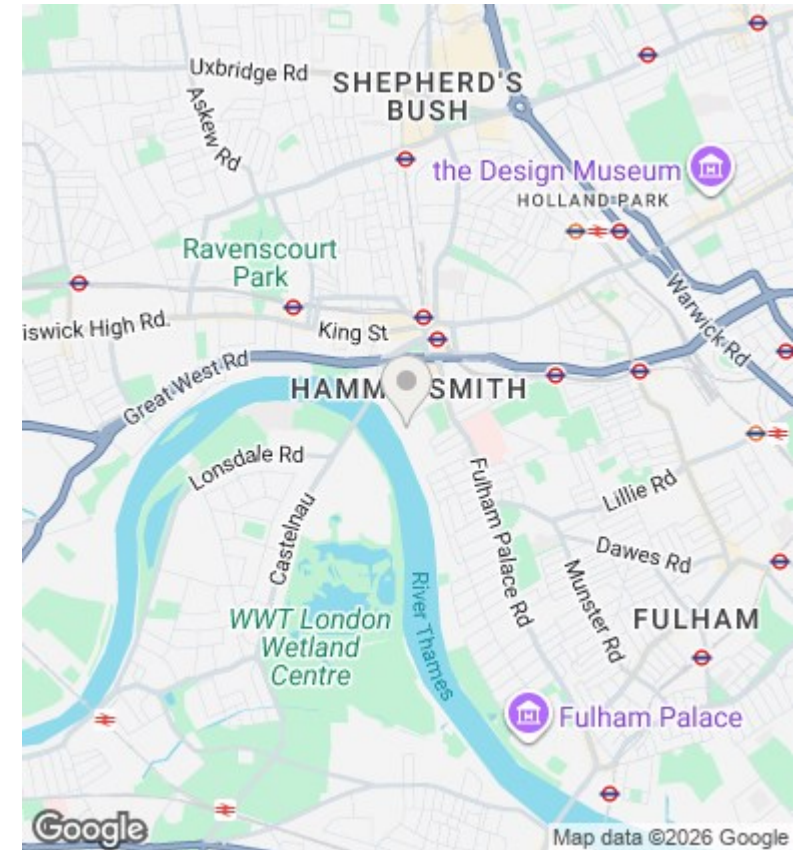 Uxbridge Rd
SHEPHERD'S
BUSH
Askew Rd
the Design Museum
HOLLAND PARK
Ravenscourt
Park
iswick High Rd.
King St
Warwick Rd
Great West Rd
HAMM SMITH
Lonsdale Rd
Castelnau
Fulham Palace Rd
Lillie Rd
Dawes Rd
Munster Rd
River Thames
WWT London
Wetland
Centre
FULHAM
Fulham Palace
Google
Map data ©2026 Google